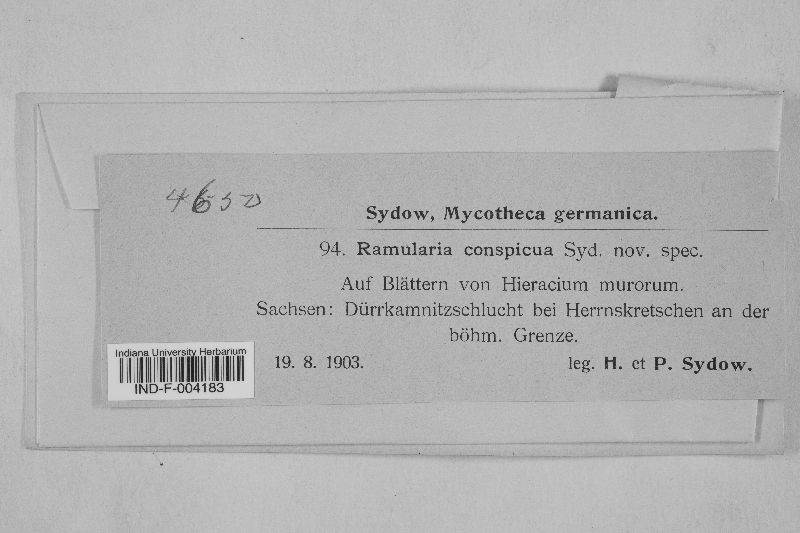 4650
Sydow, Mycotheca germanica.
94. Ramularia conspicua Syd. nov. spec.
Auf Blättern von Hieracium murorum.
Sachsen: Dürrkamnitzschlucht bei Herrnskretschen an der
böhm. Grenze.
19. 8. 1903. leg. H. et P. Sydow.
Indiana University Herbarium
IND-F-004183